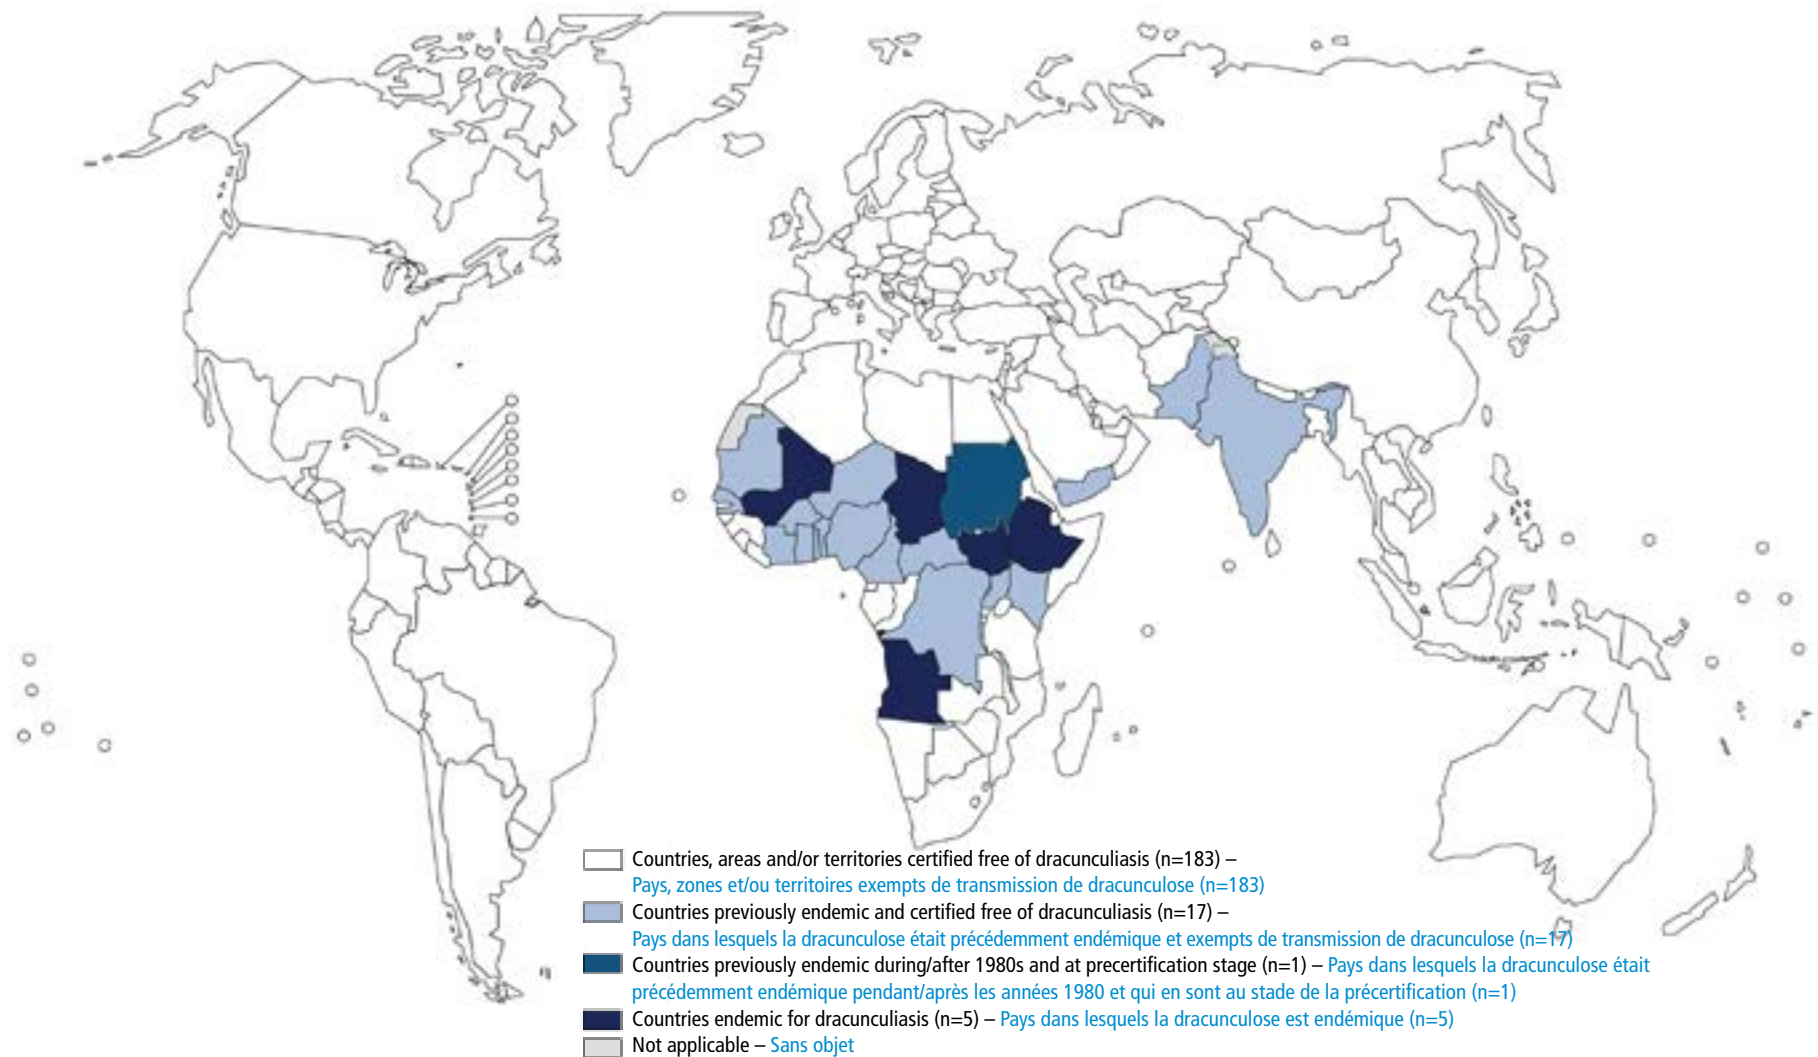 Countries, areas and/or territories certified free of dracunculiasis (n=183) –
Pays, zones et/ou territoires exempts de transmission de dracunculose (n=183)
Countries previously endemic and certified free of dracunculiasis (n=17) –
Pays dans lesquels la dracunculose était précédemment endémique et exempts de transmission de dracunculose (n=17)
Countries previously endemic during/after 1980s and at precertification stage (n=1) – Pays dans lesquels la dracunculose était
précédemment endémique pendant/après les années 1980 et qui en sont au stade de la précertification (n=1)
Countries endemic for dracunculiasis (n=5) – Pays dans lesquels la dracunculose est endémique (n=5)
Not applicable – Sans objet